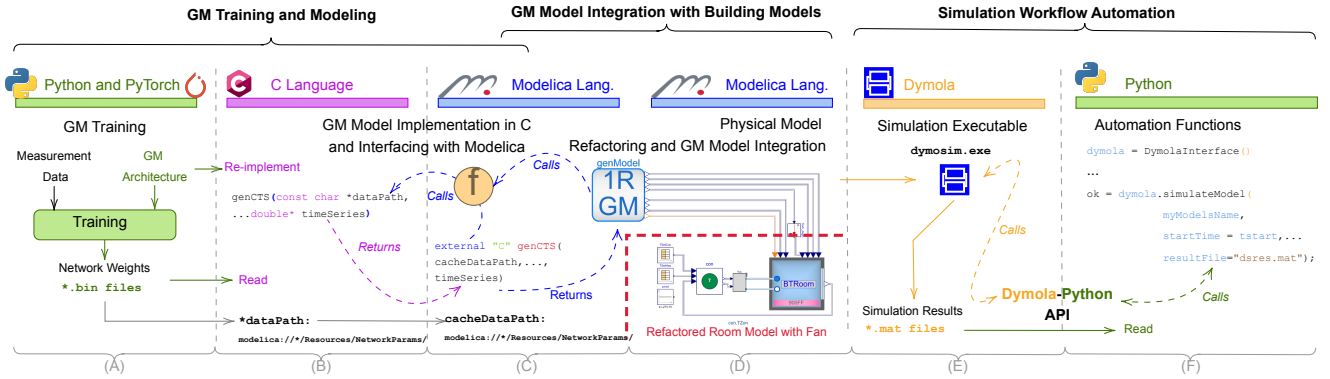 GM Training and Modeling
GM Model Integration with Building Models
Simulation Workflow Automation
Python and PyTorch
C Language
Modelica Lang.
Modelica Lang.
Dymola
Python
GM Training
Measurement
Data
GM
Architecture
Training
Network Weights
*.bin files
GM Model Implementation in C
and Interfacing with Modelica
Re-implement
genCTS(const char *dataPath,
...double* timeSeries)
Returns
Read
*dataPath:
modelica://*/Resources/NetworkParams/
Calls
f
Calls
external "C" genCTS(
cacheDataPath,...,
timeSeries)
Returns
cacheDataPath:
modelica://*/Resources/NetworkParams/
Physical Model
Refactoring and GM Model Integration
genModel
1R
GM
BTRoom
con.TZon
Refactored Room Model with Fan
Simulation Executable
dymosim.exe
Calls
Simulation Results
*.mat files
Dymola-Python
API
Automation Functions
dymola = DymolaInterface()
...
ok = dymola.simulateModel(
myModelsName,
startTime = tstart,...
resultFile="dsres.mat");
Calls
Read
(A)
(B)
(C)
(D)
(E)
(F)